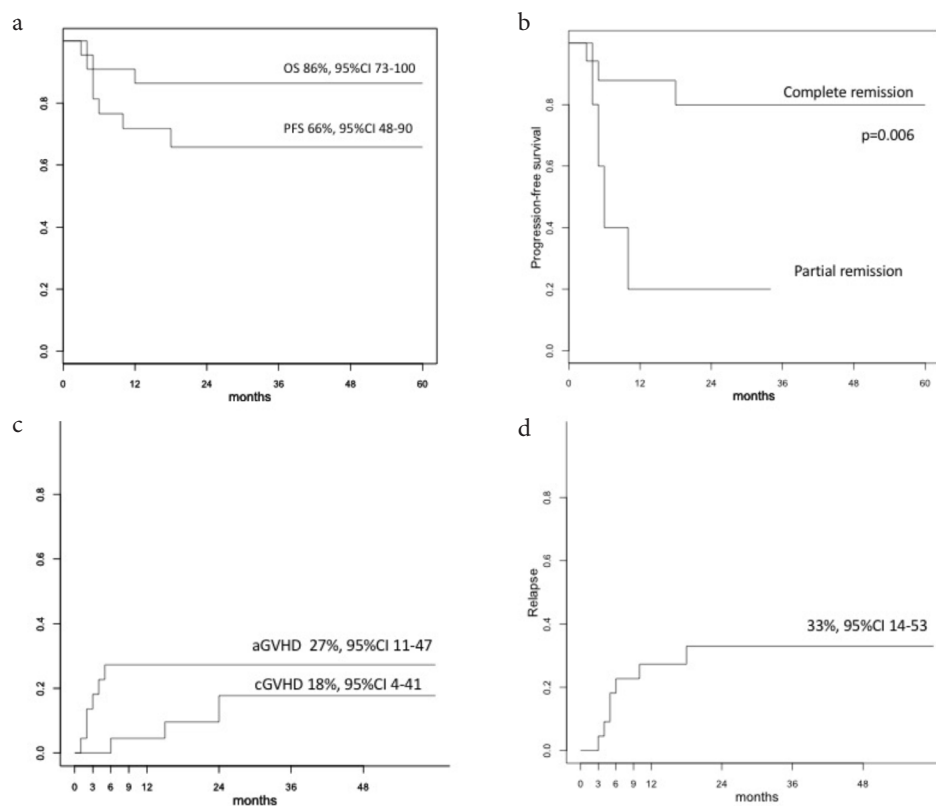 a
OS 86%, 95%CI 73-100
PFS 66%, 95%CI 48-90
0.8
0.6
0.4
0.2
0.0
0 12 24 36 48 60
months
b
Complete remission
p=0.006
Partial remission
Progression-free survival
0.8
0.6
0.4
0.2
0.0
0 12 24 36 48 60
months
c
aGVHD 27%, 95%CI 11-47
cGVHD 18%, 95%CI 4-41
0.8
0.6
0.4
0.2
0.0
0 3 6 9 12 24 36 48
months
d
33%, 95%CI 14-53
Relapse
0.8
0.6
0.4
0.2
0.0
0 3 6 9 12 24 36 48
months